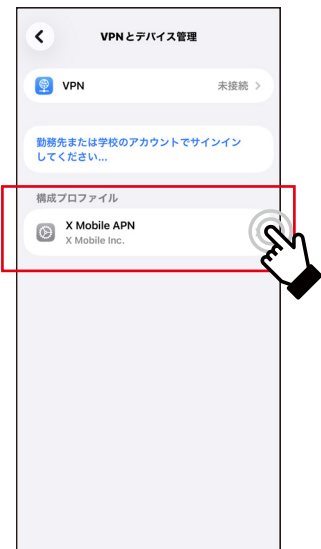 VPNとデバイス管理
VPN 未接続
勤務先または学校のアカウントでサインイン
してください...
構成プロファイル
X Mobile APN
X Mobile Inc.